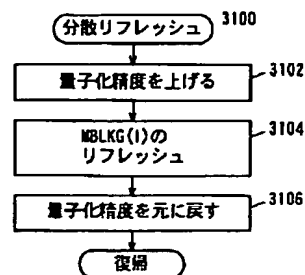 分散リフレッシュ
3100
量子化精度を上げる
3102
MBLKG(I)の
リフレッシュ
3104
量子化精度を元に戻す
3106
復帰